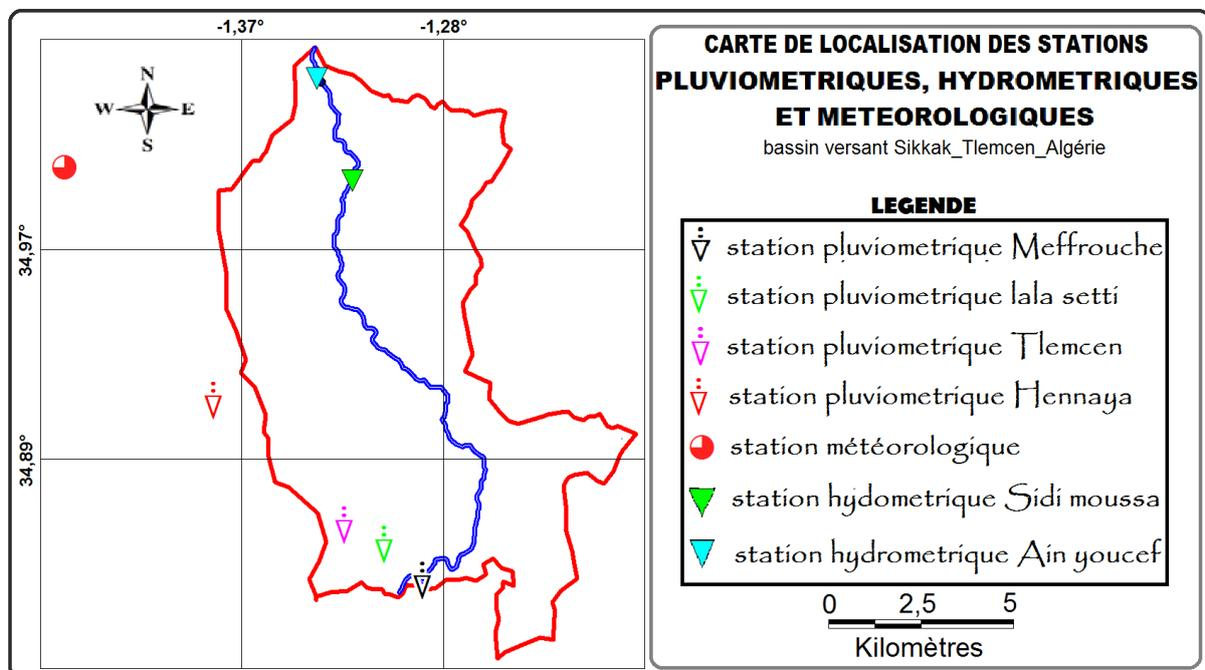 -1,37°
-1,28°
N
W E
S
34,97°
34,89°
CARTE DE LOCALISATION DES STATIONS
PLUVIOMETRIQUES, HYDROMETRIQUES
ET METEOROLOGIQUES
bassin versant Sikkak_Tlemcen_Algérie
LEGENDE
station pluviometrique Meffrouche
station pluviometrique lala setti
station pluviometrique Tlemcen
station pluviometrique Hennaya
station météorologique
station hydometrique Sidi moussa
station hydrometrique Ain youcef
0 2,5 5
Kilomètres